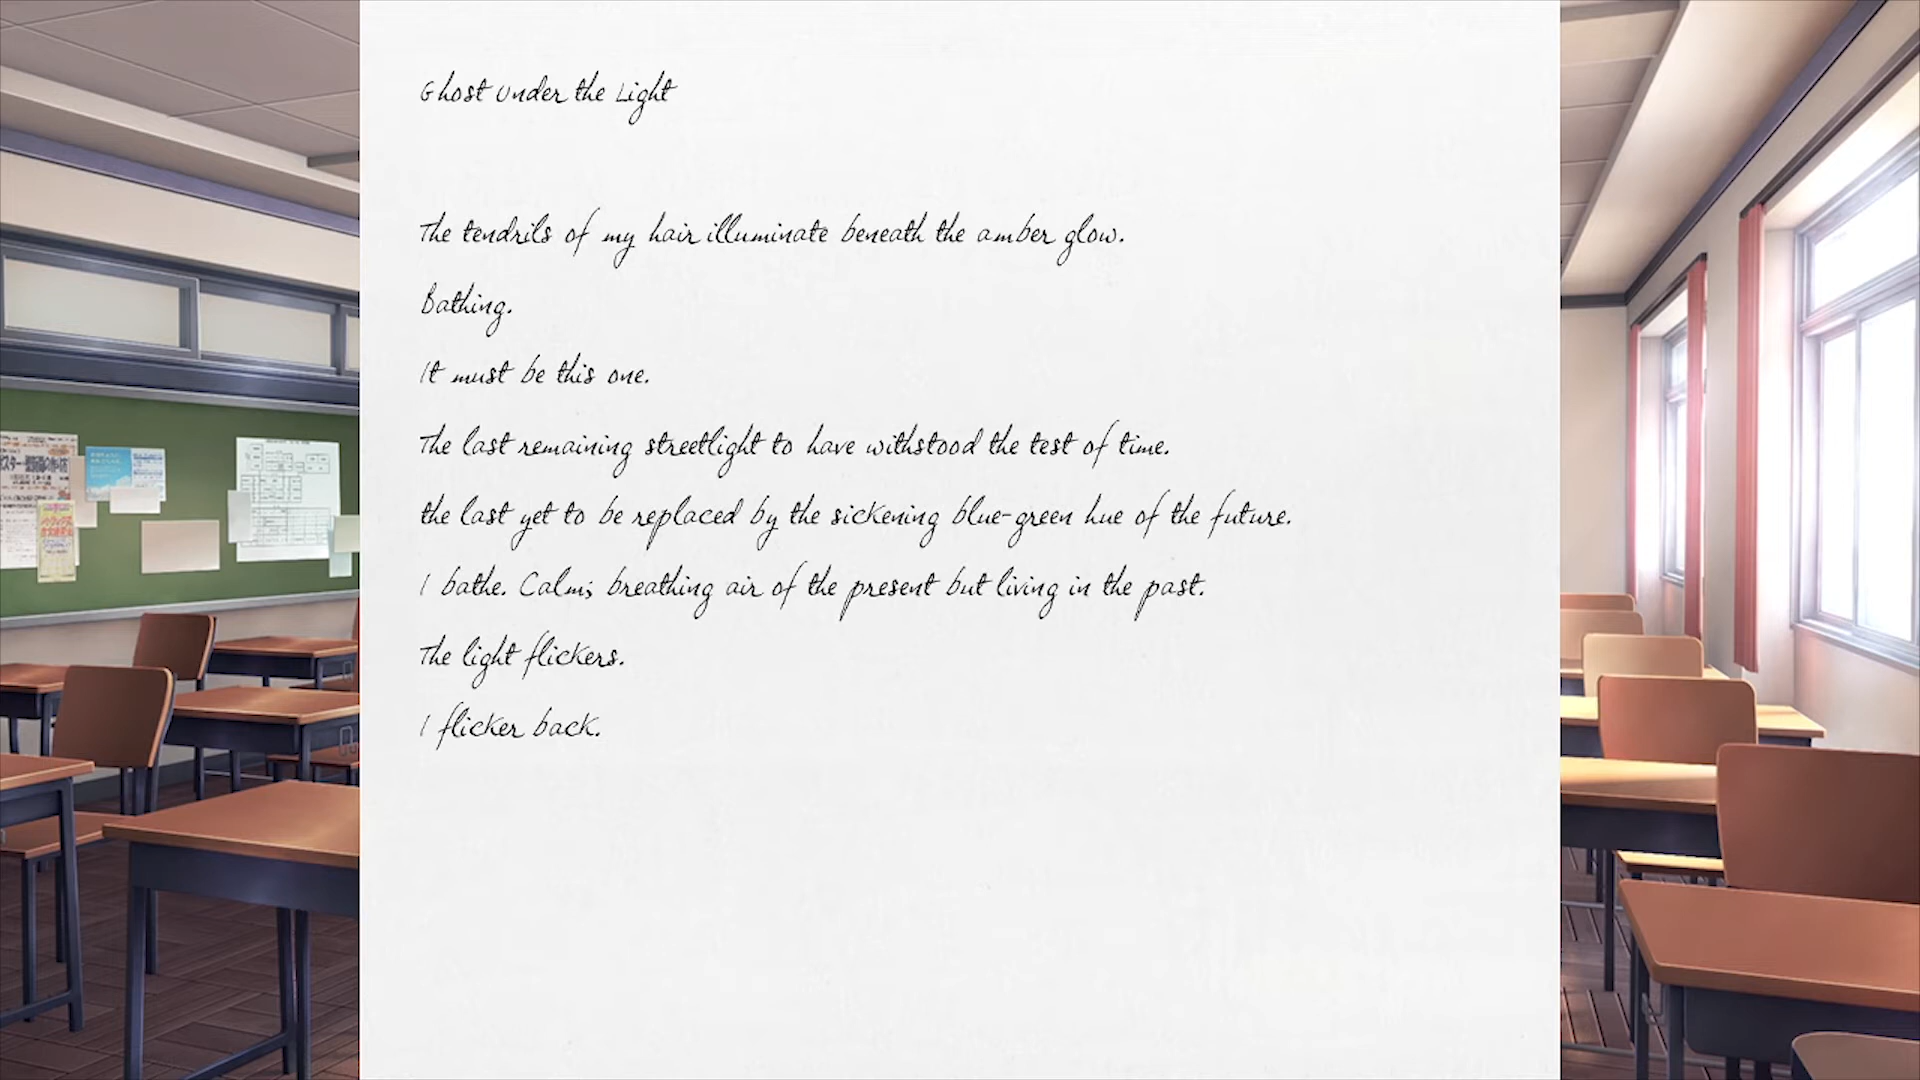 Ghost Under the Light
The tendrils of my hair illuminate beneath the amber glow.
Bathing.
It must be this one.
The last remaining streetlight to have withstood the test of time.
the last yet to be replaced by the sickening blue-green hue of the future.
I bathe. Calm; breathing air of the present but living in the past.
The light flickers.
I flicker back.